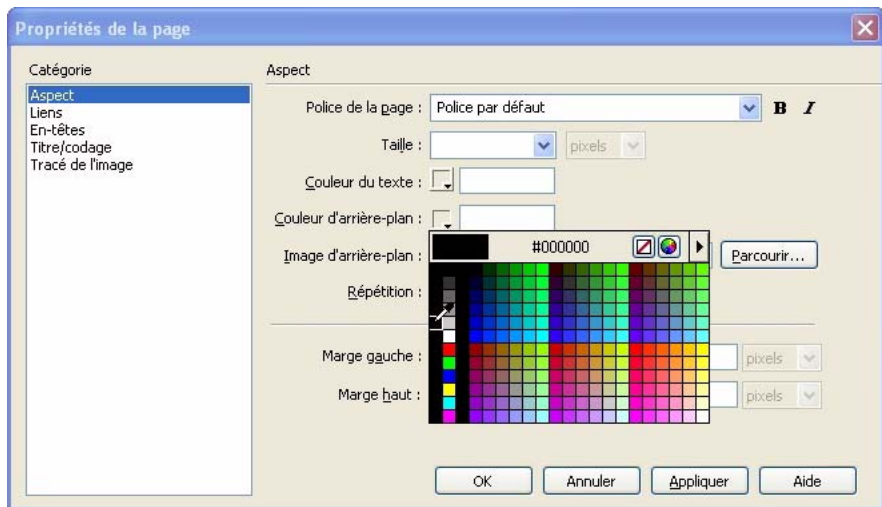 Propriétés de la page
Catégorie
Aspect
Liens
En-têtes
Titre/codage
Tracé de l'image
Aspect
Police de la page : Police par défaut B I
Taille : pixels
Couleur du texte :
Couleur d'arrière-plan :
#000000
Image d'arrière-plan : Parcourir...
Répétition :
Marge gauche : pixels
Marge haut : pixels
OK Annuler Appliquer Aide